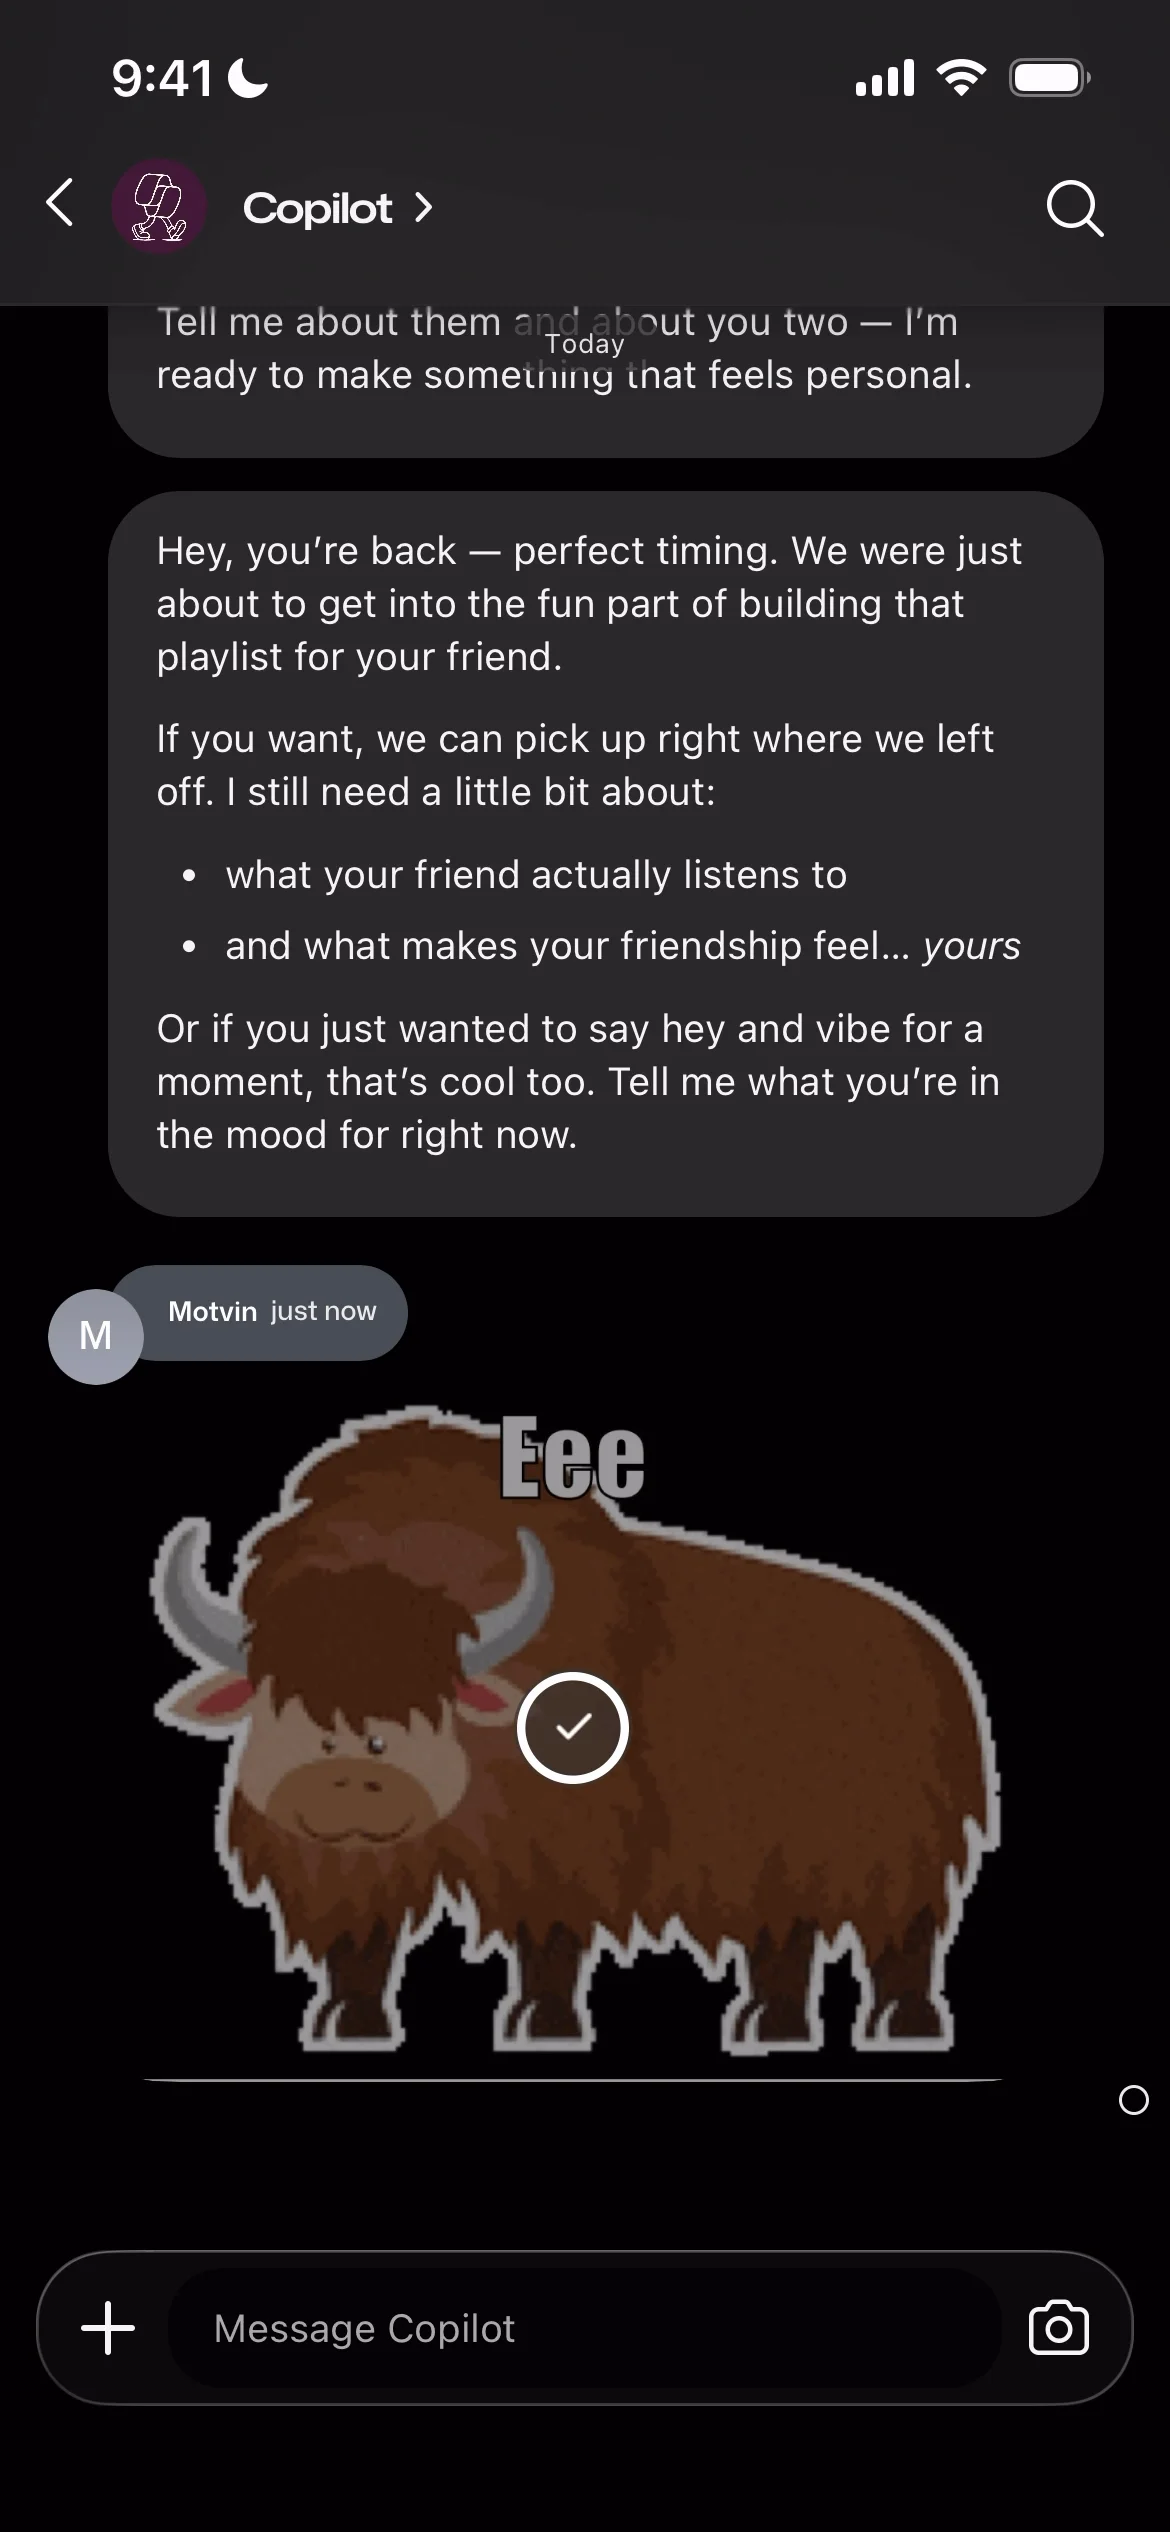 9:41
Copilot
Tell me about them and about you two — I’m
Today
ready to make something that feels personal.
Hey, you’re back — perfect timing. We were just
about to get into the fun part of building that
playlist for your friend.
If you want, we can pick up right where we left
off. I still need a little bit about:
• what your friend actually listens to
• and what makes your friendship feel... yours
Or if you just wanted to say hey and vibe for a
moment, that’s cool too. Tell me what you’re in
the mood for right now.
M
Motvin just now
Eee
Message Copilot